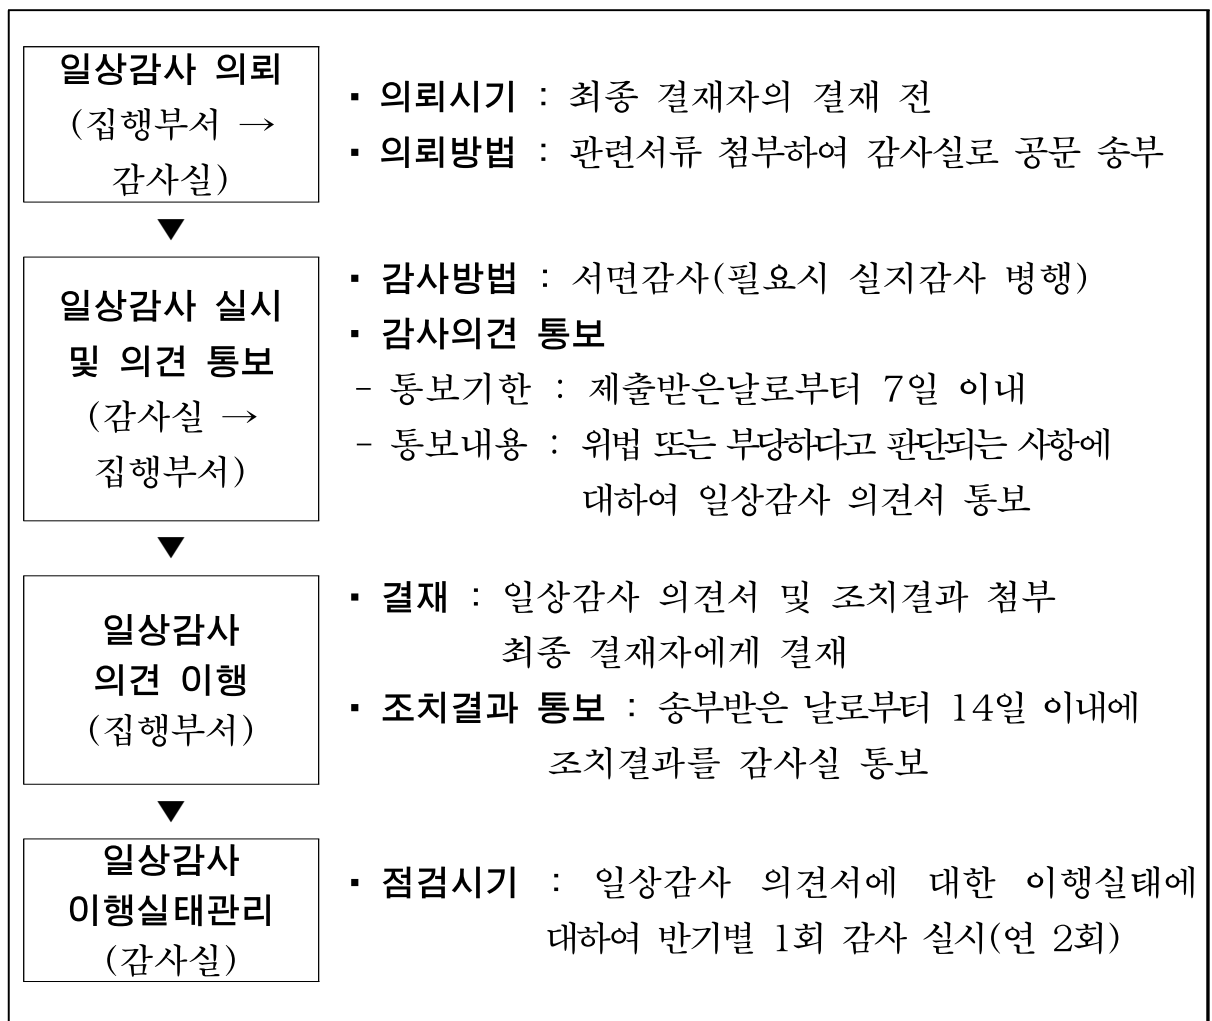 일상감사 의뢰
(집행부서 →
감사실)
▪ 의뢰시기 : 최종 결재자의 결재 전
▪ 의뢰방법 : 관련서류 첨부하여 감사실로 공문 송부
▼
일상감사 실시
및 의견 통보
(감사실 →
집행부서)
▪ 감사방법 : 서면감사(필요시 실지감사 병행)
▪ 감사의견 통보
- 통보기한 : 제출받은날로부터 7일 이내
- 통보내용 : 위법 또는 부당하다고 판단되는 사항에
대하여 일상감사 의견서 통보
▼
일상감사
의견 이행
(집행부서)
▪ 결재 : 일상감사 의견서 및 조치결과 첨부
최종 결재자에게 결재
▪ 조치결과 통보 : 송부받은 날로부터 14일 이내에
조치결과를 감사실 통보
▼
일상감사
이행실태관리
(감사실)
▪ 점검시기 : 일상감사 의견서에 대한 이행실태에
대하여 반기별 1회 감사 실시(연 2회)